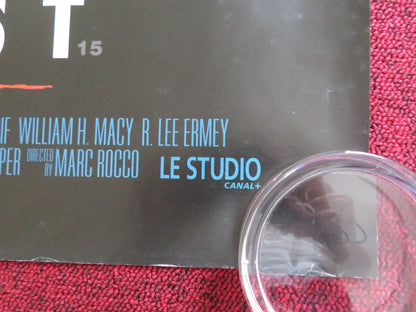 ST
15
IF WILLIAM H. MACY R. LEE ERMEY
PER DIRECTED BY MARC ROCCO LE STUDIO
CANAL+